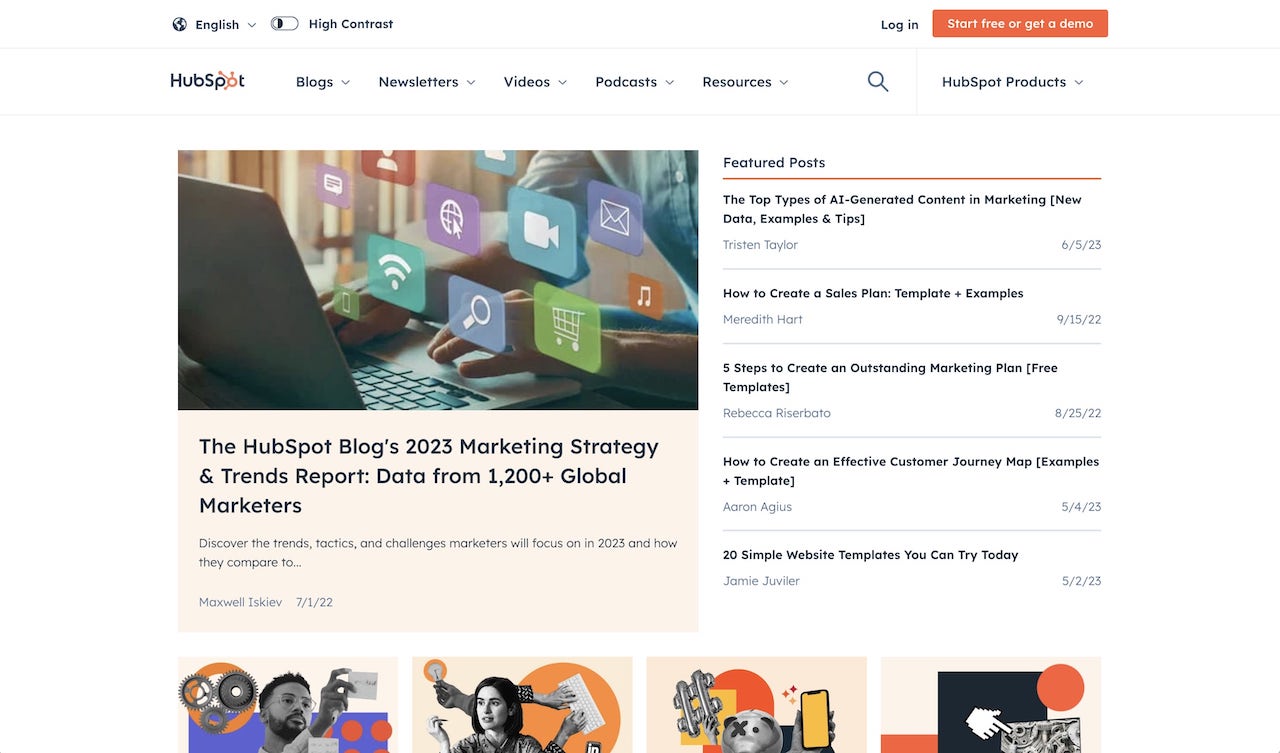 English
High Contrast
Log in
Start free or get a demo
HubSpot
Blogs
Newsletters
Videos
Podcasts
Resources
HubSpot Products
Featured Posts
The Top Types of AI-Generated Content in Marketing [New
Data, Examples & Tips]
Tristen Taylor 6/5/23
How to Create a Sales Plan: Template + Examples
Meredith Hart 9/15/22
5 Steps to Create an Outstanding Marketing Plan [Free
Templates]
Rebecca Riserbato 8/25/22
How to Create an Effective Customer Journey Map [Examples
+ Template]
Aaron Agius 5/4/23
20 Simple Website Templates You Can Try Today
Jamie Juviler 5/2/23
The HubSpot Blog's 2023 Marketing Strategy
& Trends Report: Data from 1,200+ Global
Marketers
Discover the trends, tactics, and challenges marketers will focus on in 2023 and how
they compare to...
Maxwell Iskiev 7/1/22
in